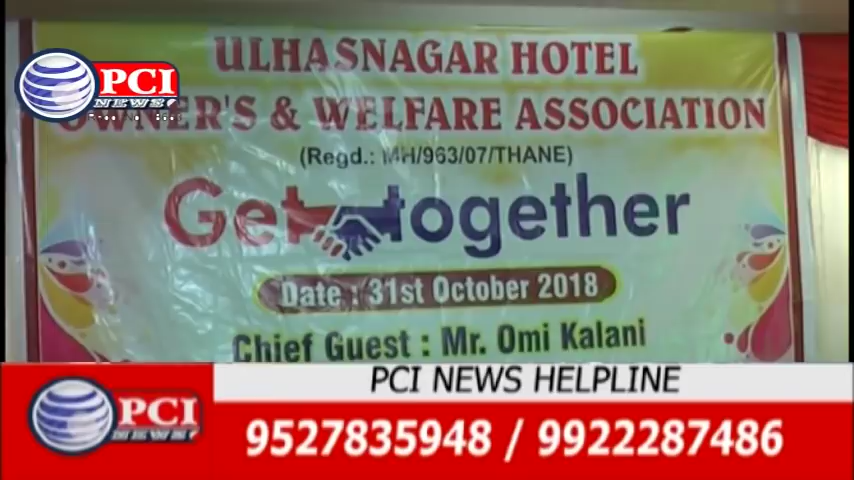 ULHASNAGAR HOTEL
PCI
NEWS
OWNER'S & WELFARE ASSOCIATION
(Regd.: MH/963/07/THANE)
Get together
Date : 31st October 2018
Chief Guest : Mr. Omi Kalani
PCI NEWS HELPLINE
PCI
NEWS
9527835948 / 9922287486